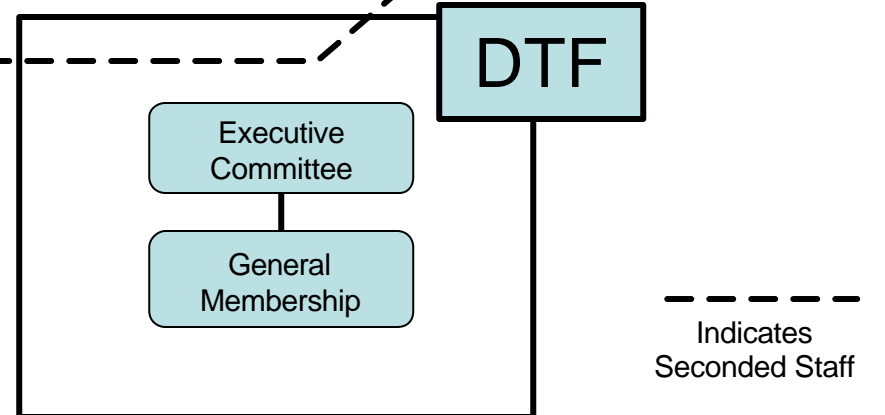 DTF
Executive
Committee
General
Membership
Indicates
Seconded Staff